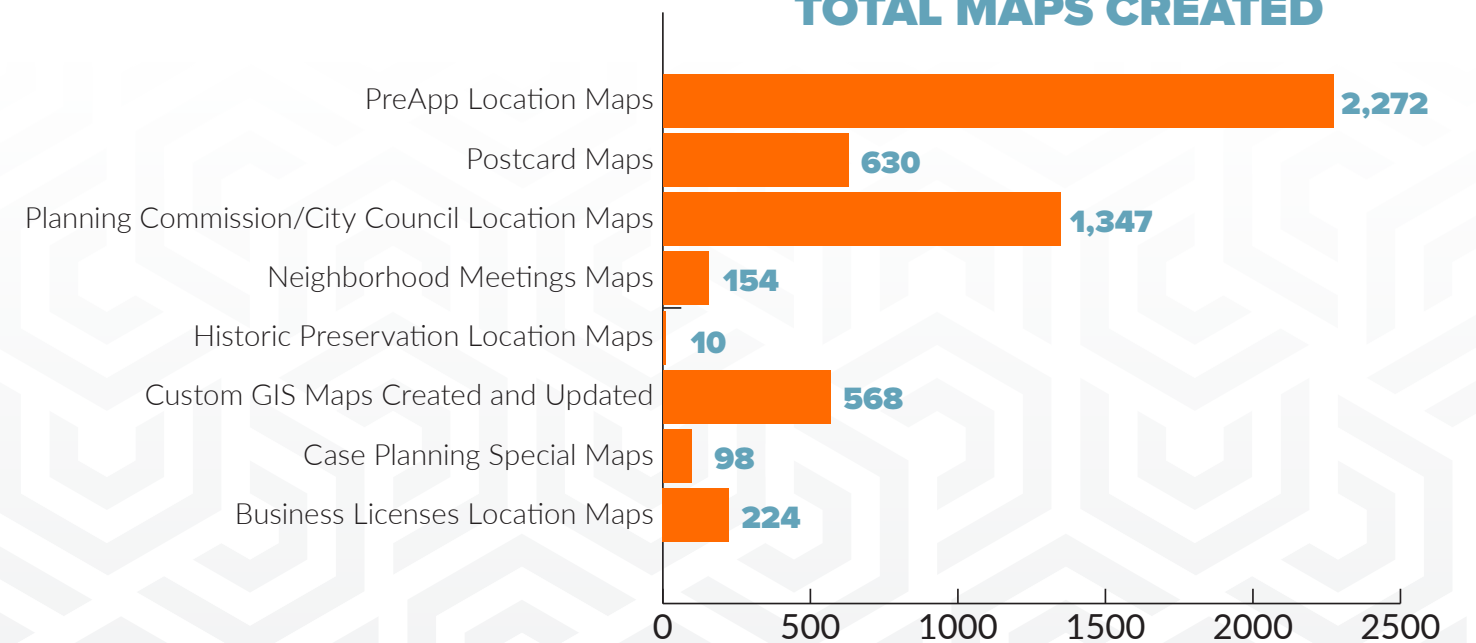 TOTAL MAPS CREATED
PreApp Location Maps 2,272
Postcard Maps 630
Planning Commission/City Council Location Maps 1,347
Neighborhood Meetings Maps 154
Historic Preservation Location Maps 10
Custom GIS Maps Created and Updated 568
Case Planning Special Maps 98
Business Licenses Location Maps 224
0 500 1000 1500 2000 2500